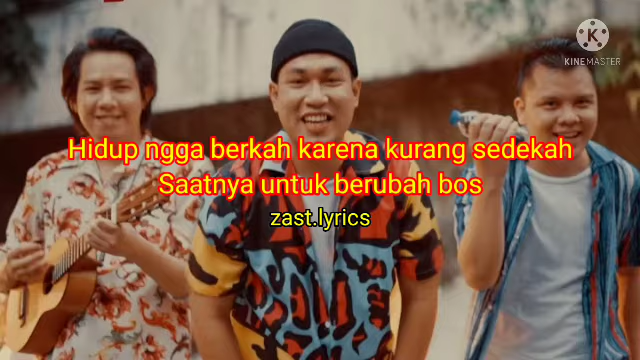 KINEMASTER
Hidup ngga berkah karena kurang sedekah
Saatnya untuk berubah bos
zast.lyrics